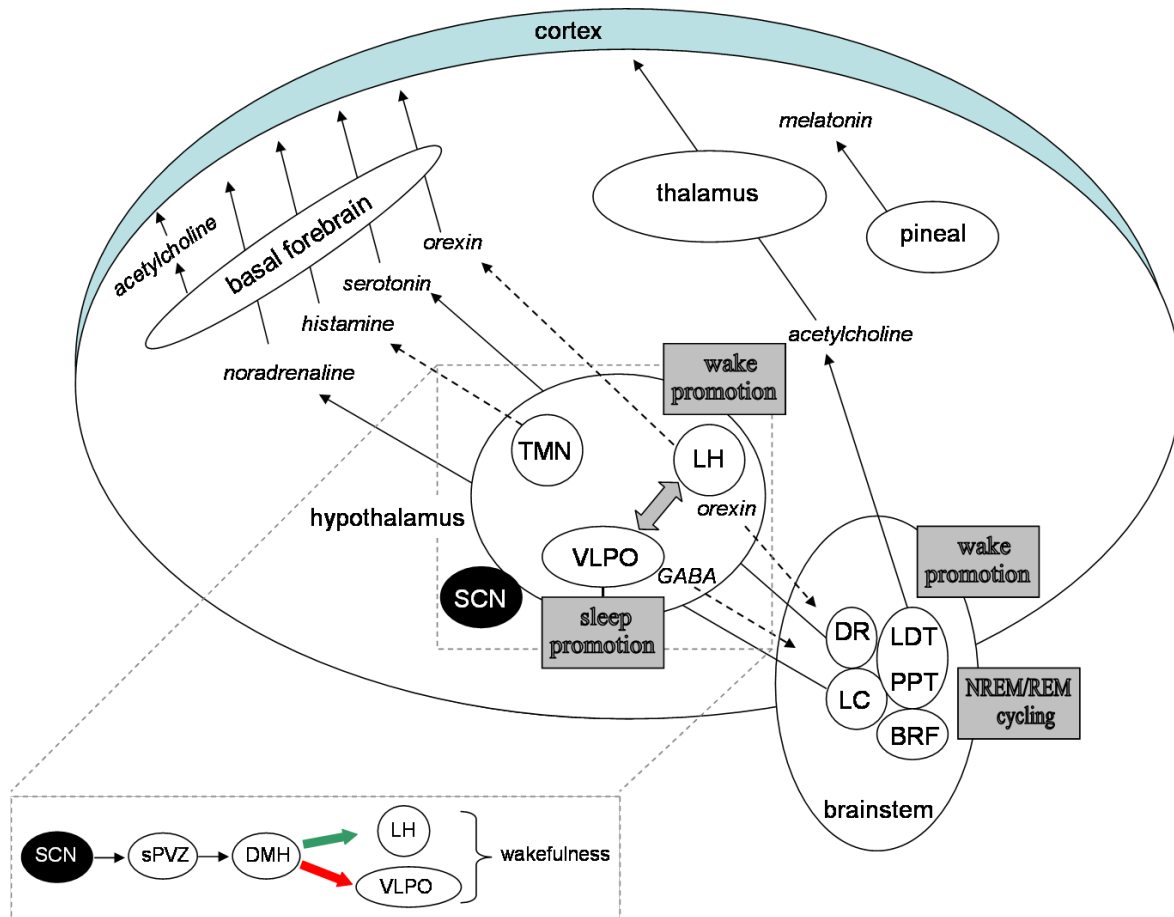 cortex
melatonin
thalamus
pineal
acetylcholine
basal forebrain
orexin
serotonin
histamine
noradrenaline
acetylcholine
wake
promotion
TMN
LH
hypothalamus
orexin
VLPO
GABA
SCN
sleep
promotion
wake
promotion
DR
LDT
PPT
LC
NREM/REM
cycling
BRF
brainstem
SCN
sPVZ
DMH
LH
VLPO
wakefulness